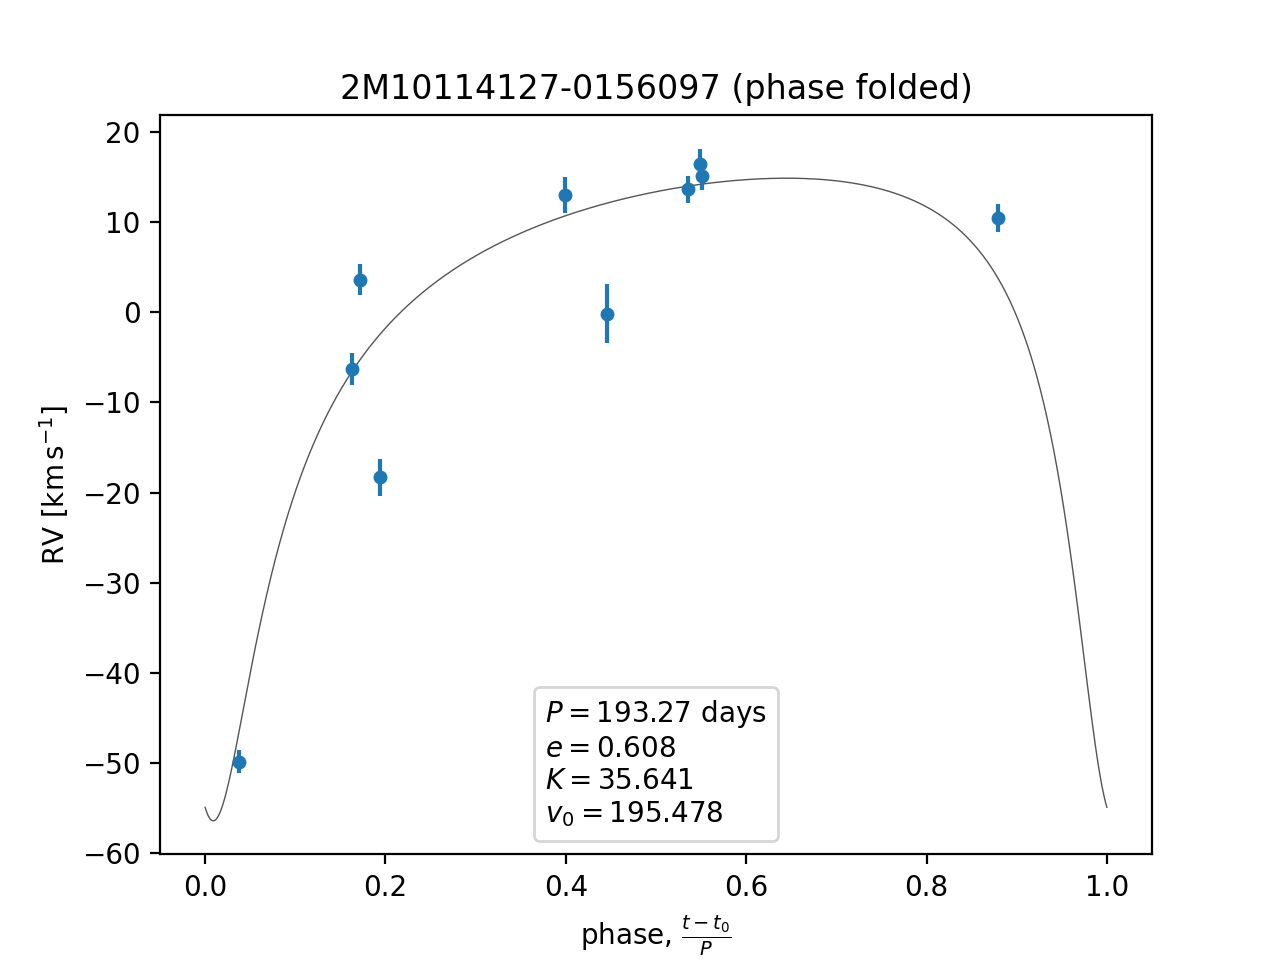 2M10114127-0156097 (phase folded)
20
10
0
−10
−20
−30
−40
−50
−60
RV [km s⁻¹]
P = 193.27 days
e = 0.608
K = 35.641
v₀ = 195.478
0.0 0.2 0.4 0.6 0.8 1.0
phase, (t − t₀)/P